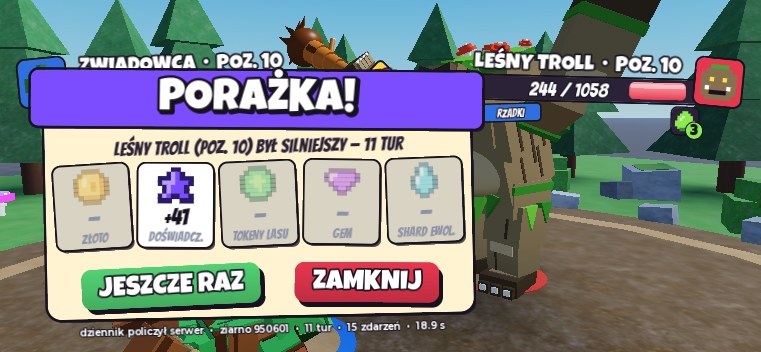 ZWIADOWCA • POZ. 10
LEŚNY TROLL • POZ. 10
244 / 1058
RZADKI
3
PORAŻKA!
LEŚNY TROLL (POZ. 10) BYŁ SILNIEJSZY – 11 TUR
–
ZŁOTO
+47
DOŚWIADCZ.
–
TOKENY LASU
–
GEM
–
SHARD EWOL.
JESZCZE RAZ
ZAMKNIJ
dziennik policzył serwer • ziarno 950601 • 11 tur • 15 zdarzeń • 18.9 s